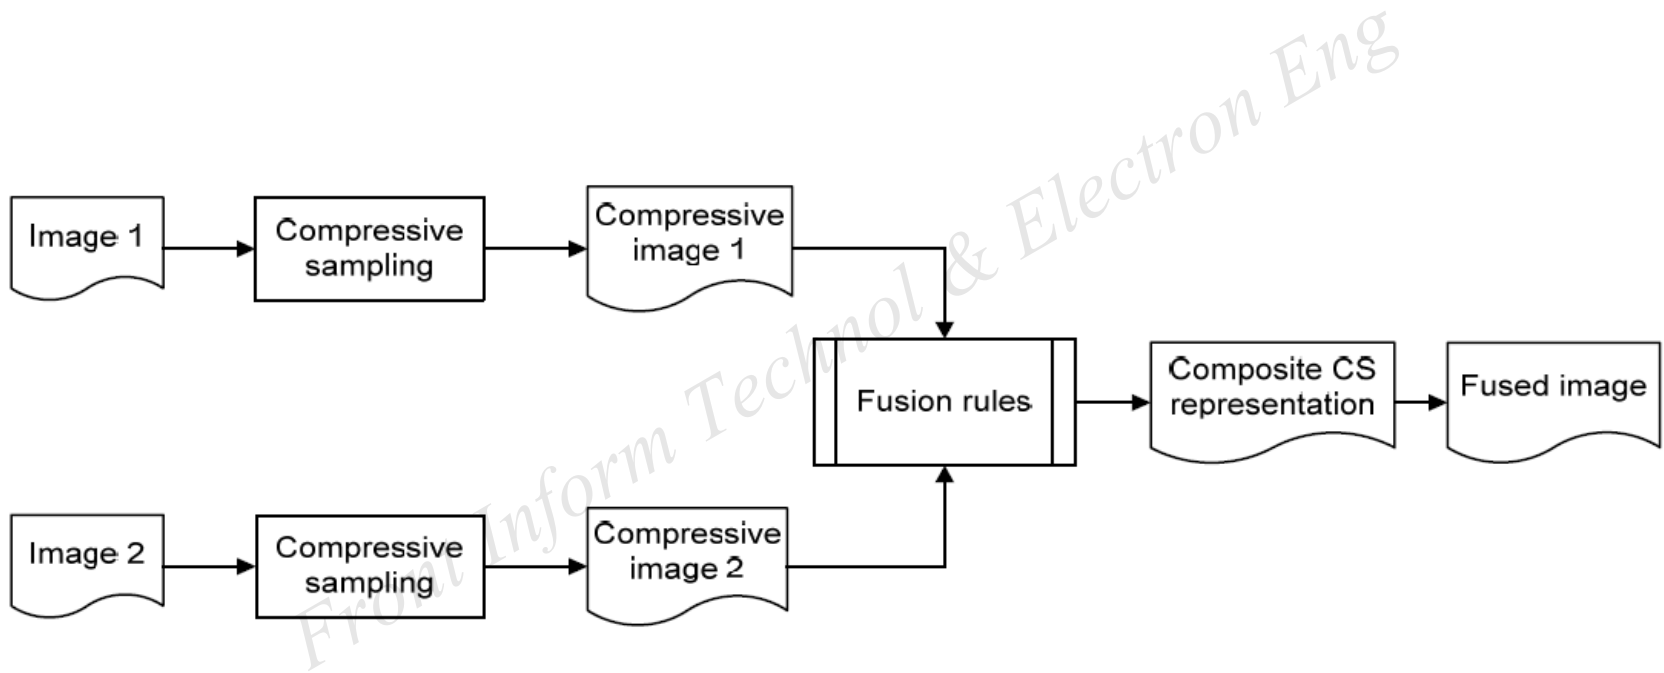 Image 1
Compressive
sampling
Compressive
image 1
Fusion rules
Composite CS
representation
Fused image
Image 2
Compressive
sampling
Compressive
image 2
Front Inform Technol & Electron Eng